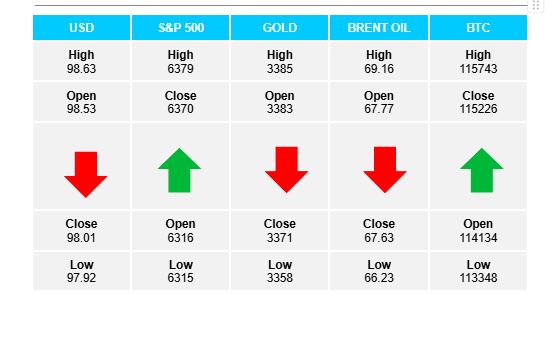 USD S&P 500 GOLD BRENT OIL BTC
High High High High High
98.63 6379 3385 69.16 115743
Open Close Open Open Close
98.53 6370 3383 67.77 115226
Close Open Close Close Open
98.01 6316 3371 67.63 114134
Low Low Low Low Low
97.92 6315 3358 66.23 113348